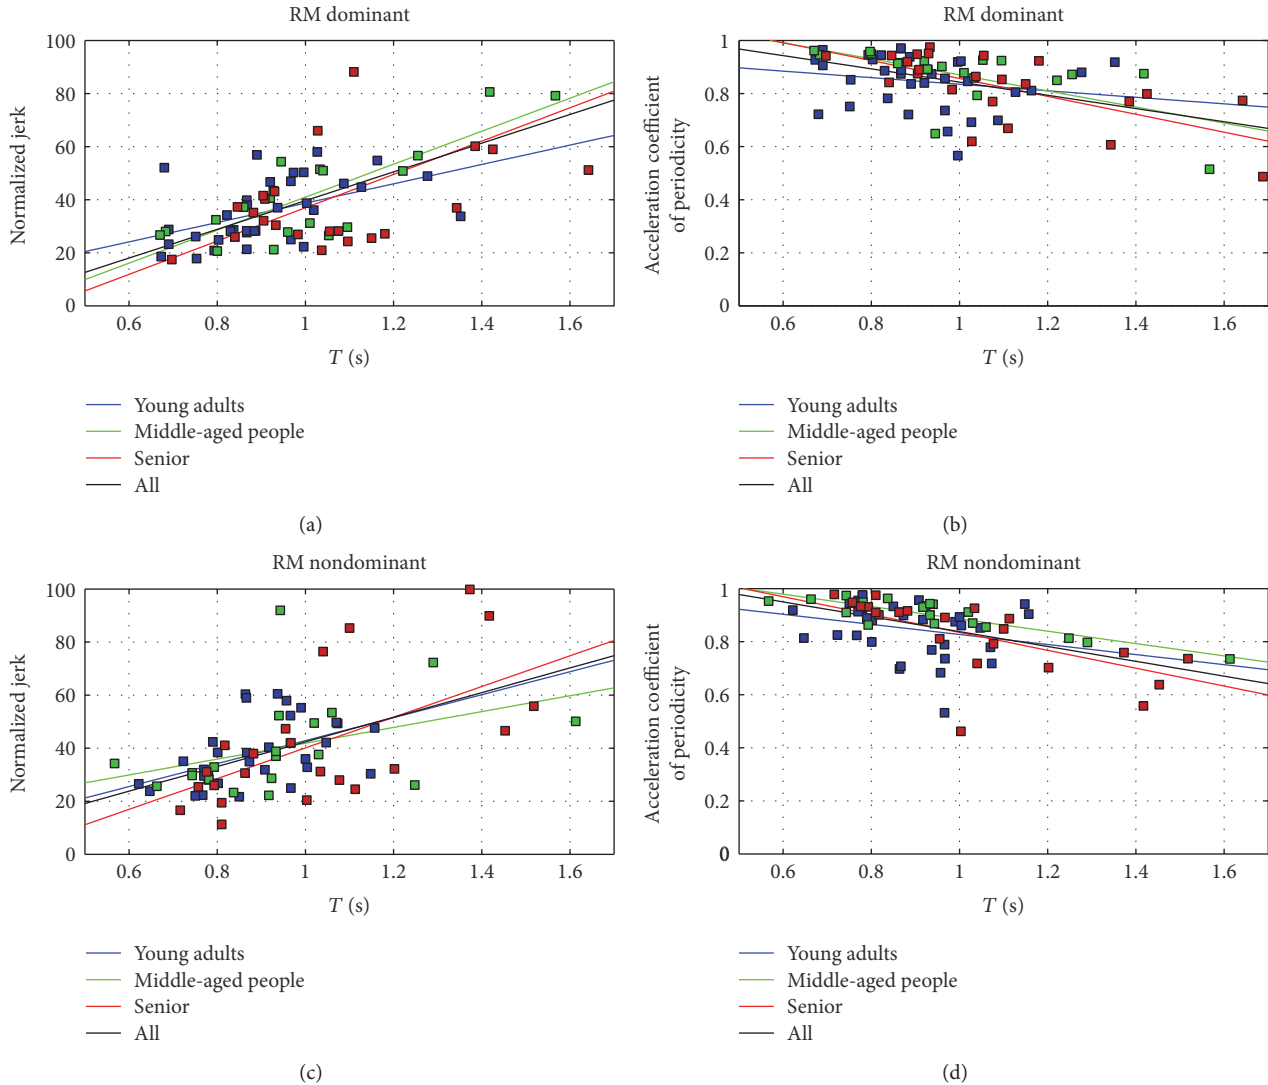 RM dominant
100
80
60
40
20
0
Normalized jerk
0.6 0.8 1 1.2 1.4 1.6
T (s)
Young adults
Middle-aged people
Senior
All
(a)
RM dominant
1
0.8
0.6
0.4
0.2
0
Acceleration coefficient
of periodicity
0.6 0.8 1 1.2 1.4 1.6
T (s)
Young adults
Middle-aged people
Senior
All
(b)
RM nondominant
100
80
60
40
20
0
Normalized jerk
0.6 0.8 1 1.2 1.4 1.6
T (s)
Young adults
Middle-aged people
Senior
All
(c)
RM nondominant
1
0.8
0.6
0.4
0.2
0
Acceleration coefficient
of periodicity
0.6 0.8 1 1.2 1.4 1.6
T (s)
Young adults
Middle-aged people
Senior
All
(d)